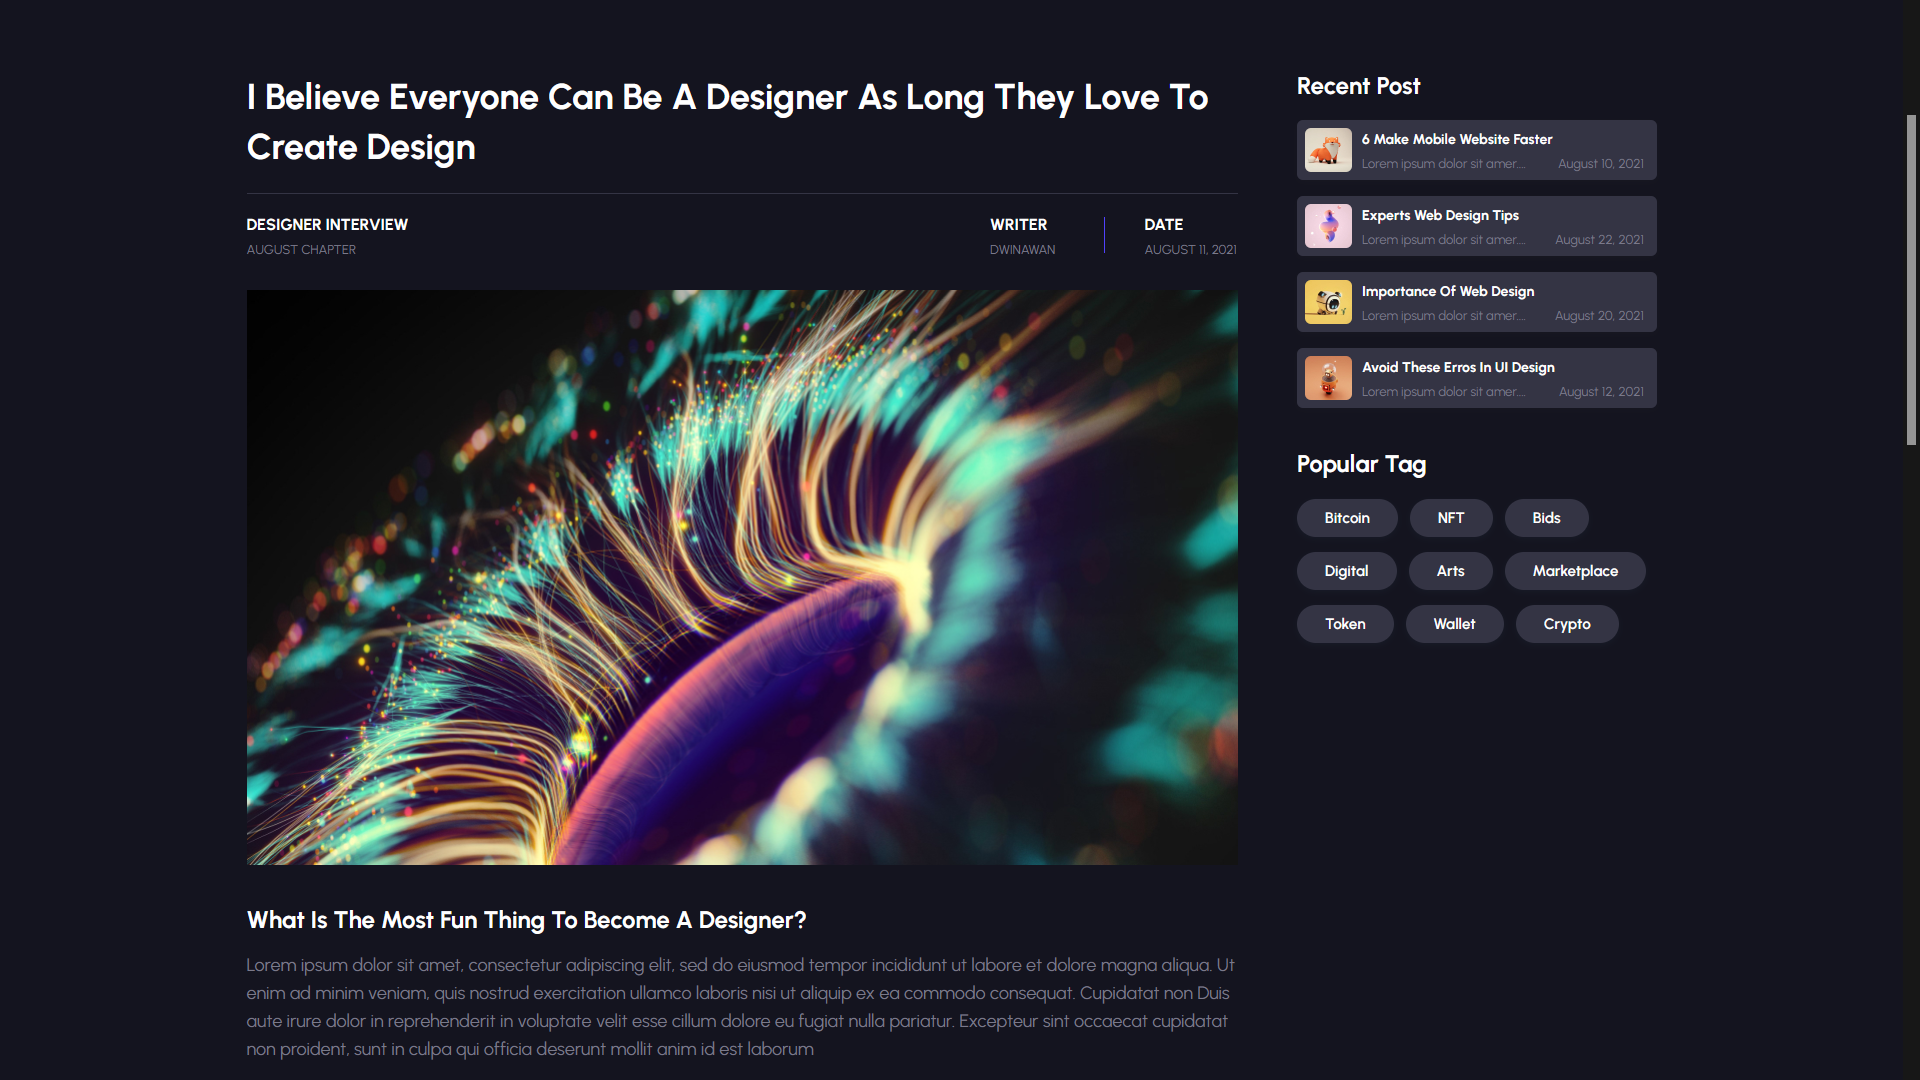 I Believe Everyone Can Be A Designer As Long They Love To
Create Design
DESIGNER INTERVIEW
AUGUST CHAPTER
WRITER
DWINAWAN
DATE
AUGUST 11, 2021
What Is The Most Fun Thing To Become A Designer?
Lorem ipsum dolor sit amet, consectetur adipiscing elit, sed do eiusmod tempor incididunt ut labore et dolore magna aliqua. Ut
enim ad minim veniam, quis nostrud exercitation ullamco laboris nisi ut aliquip ex ea commodo consequat. Cupidatat non Duis
aute irure dolor in reprehenderit in voluptate velit esse cillum dolore eu fugiat nulla pariatur. Excepteur sint occaecat cupidatat
non proident, sunt in culpa qui officia deserunt mollit anim id est laborum
Recent Post
6 Make Mobile Website Faster
Lorem ipsum dolor sit amer.... August 10, 2021
Experts Web Design Tips
Lorem ipsum dolor sit amer.... August 22, 2021
Importance Of Web Design
Lorem ipsum dolor sit amer.... August 20, 2021
Avoid These Erros In UI Design
Lorem ipsum dolor sit amer.... August 12, 2021
Popular Tag
Bitcoin NFT Bids
Digital Arts Marketplace
Token Wallet Crypto